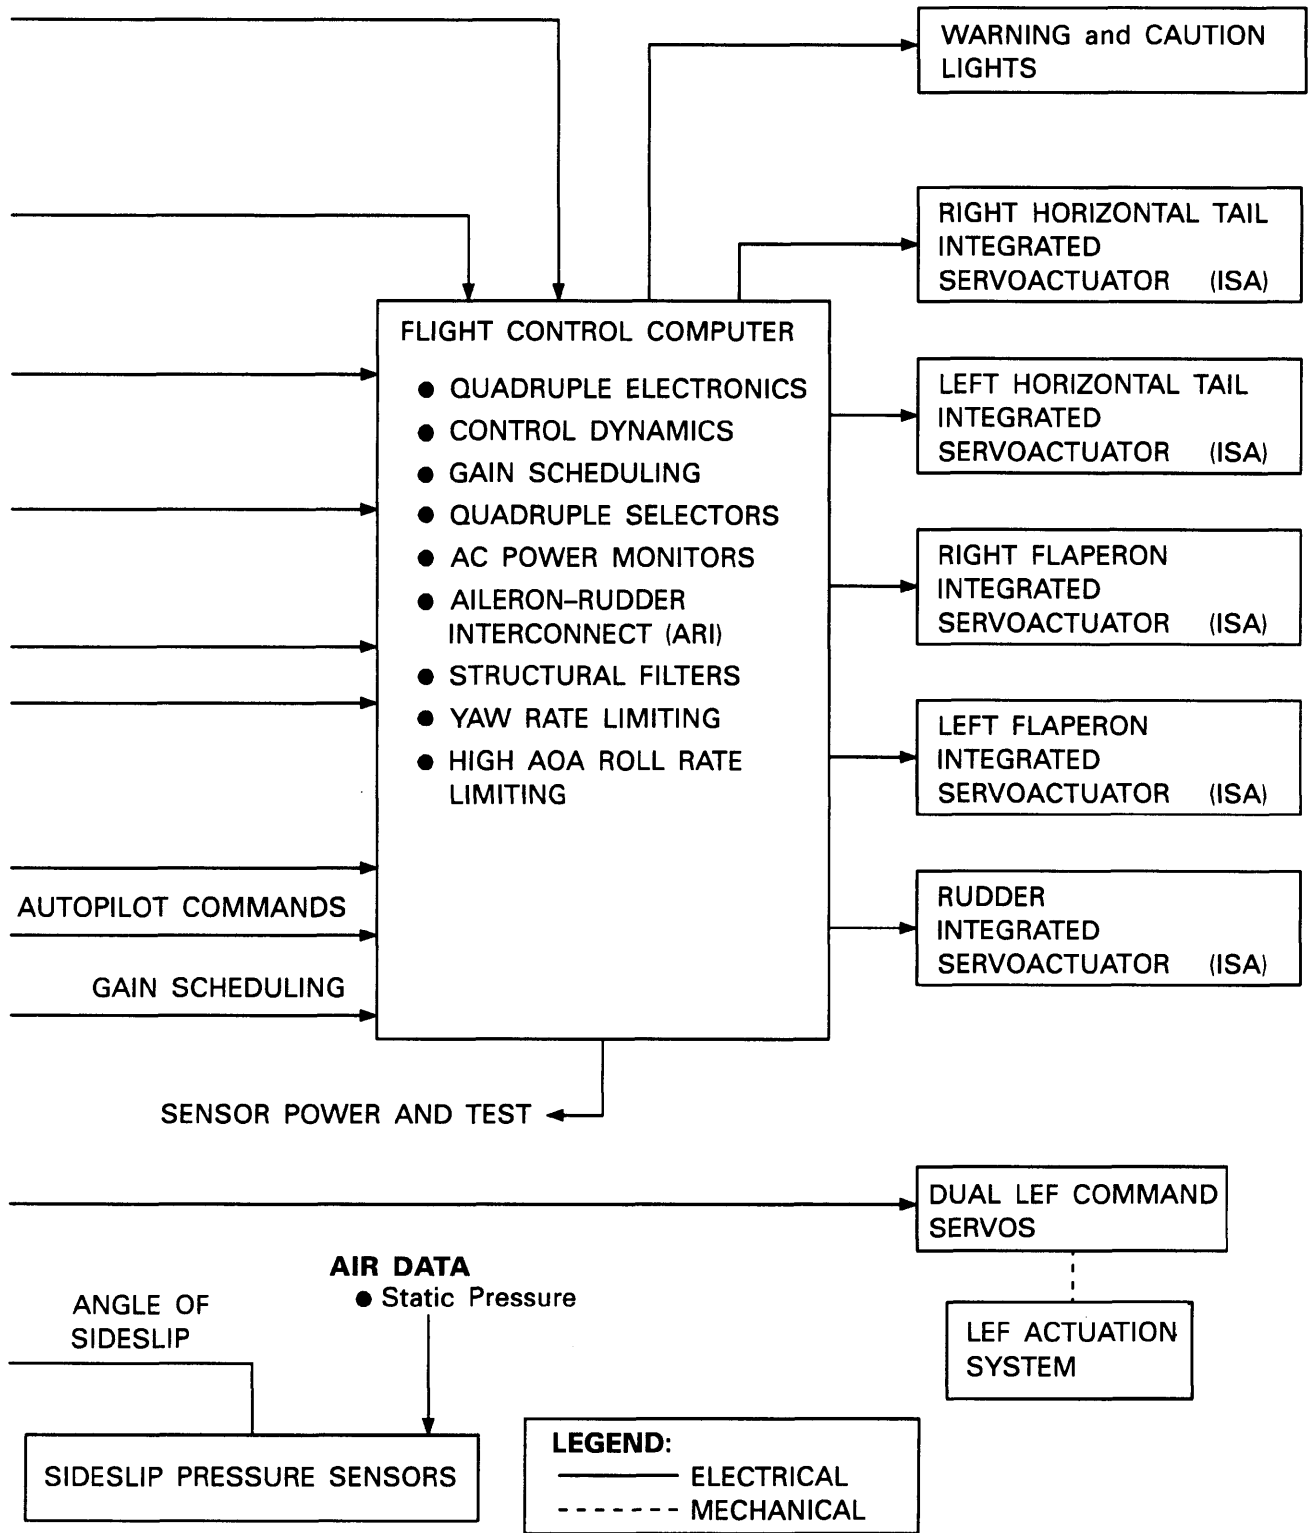 WARNING and CAUTION
LIGHTS
RIGHT HORIZONTAL TAIL
INTEGRATED
SERVOACTUATOR (ISA)
FLIGHT CONTROL COMPUTER
● QUADRUPLE ELECTRONICS
● CONTROL DYNAMICS
● GAIN SCHEDULING
● QUADRUPLE SELECTORS
● AC POWER MONITORS
● AILERON–RUDDER
INTERCONNECT (ARI)
● STRUCTURAL FILTERS
● YAW RATE LIMITING
● HIGH AOA ROLL RATE
LIMITING
LEFT HORIZONTAL TAIL
INTEGRATED
SERVOACTUATOR (ISA)
RIGHT FLAPERON
INTEGRATED
SERVOACTUATOR (ISA)
LEFT FLAPERON
INTEGRATED
SERVOACTUATOR (ISA)
RUDDER
INTEGRATED
SERVOACTUATOR (ISA)
AUTOPILOT COMMANDS
GAIN SCHEDULING
SENSOR POWER AND TEST
DUAL LEF COMMAND
SERVOS
AIR DATA
● Static Pressure
ANGLE OF
SIDESLIP
LEF ACTUATION
SYSTEM
SIDESLIP PRESSURE SENSORS
LEGEND:
ELECTRICAL
MECHANICAL